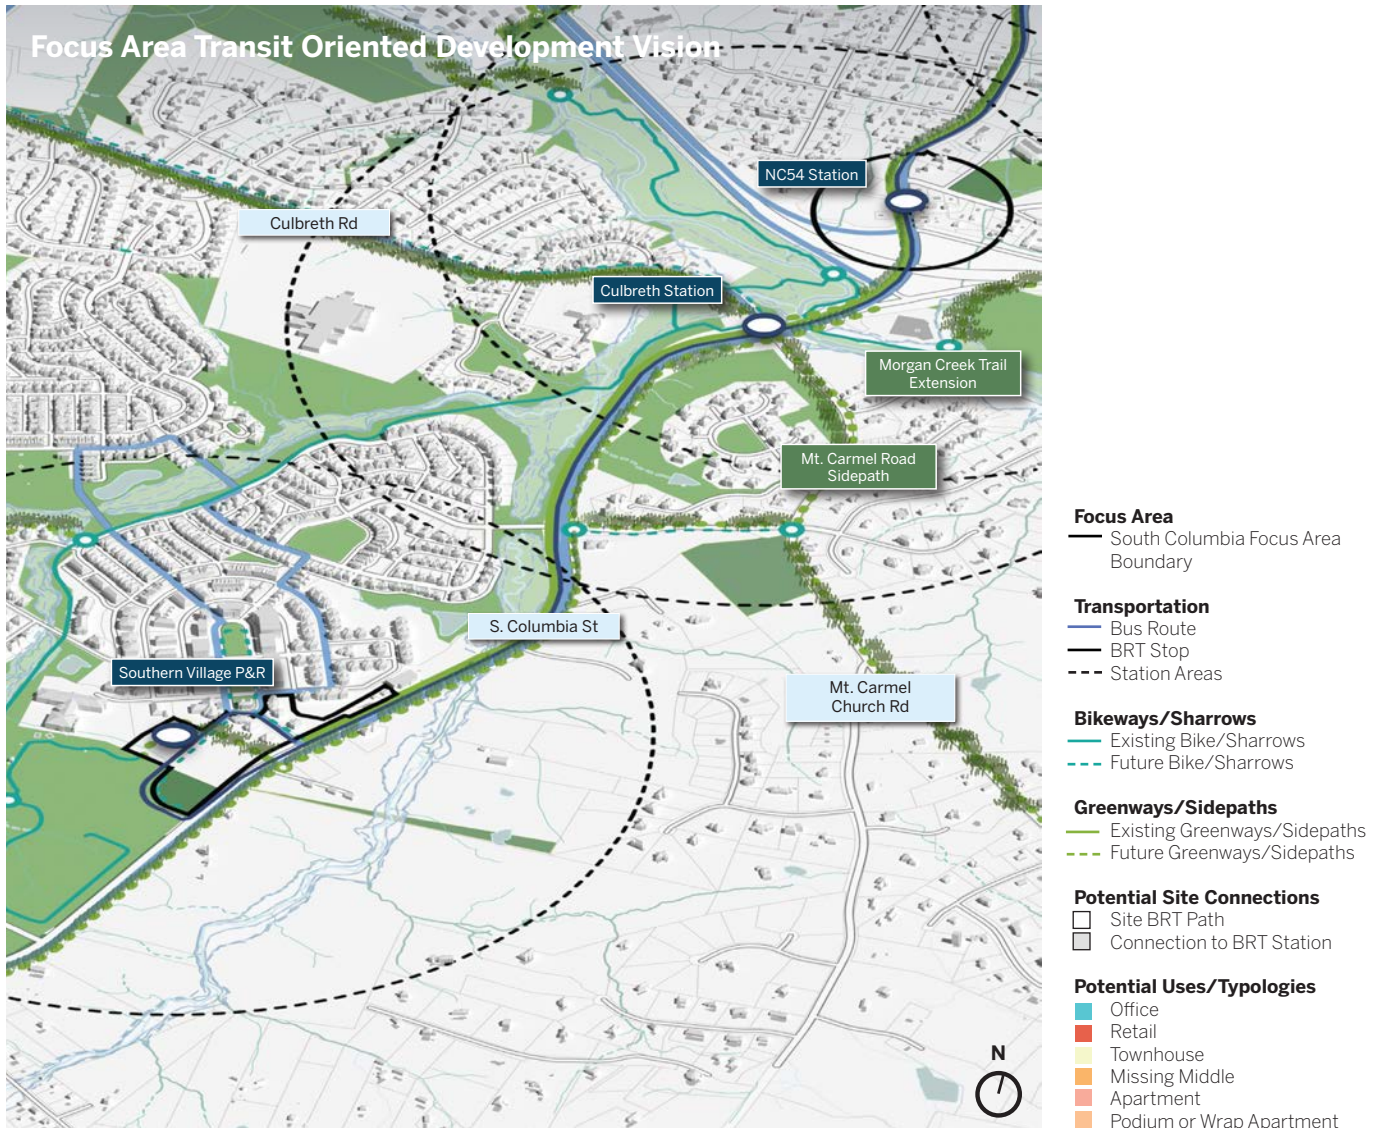 Focus Area Transit Oriented Development Vision
NC54 Station
Culbreth Rd
Culbreth Station
Morgan Creek Trail
Extension
Mt. Carmel Road
Sidepath
S. Columbia St
Southern Village P&R
Mt. Carmel
Church Rd
N
Focus Area
South Columbia Focus Area
Boundary
Transportation
Bus Route
BRT Stop
Station Areas
Bikeways/Sharrows
Existing Bike/Sharrows
Future Bike/Sharrows
Greenways/Sidepaths
Existing Greenways/Sidepaths
Future Greenways/Sidepaths
Potential Site Connections
Site BRT Path
Connection to BRT Station
Potential Uses/Typologies
Office
Retail
Townhouse
Missing Middle
Apartment
Podium or Wrap Apartment